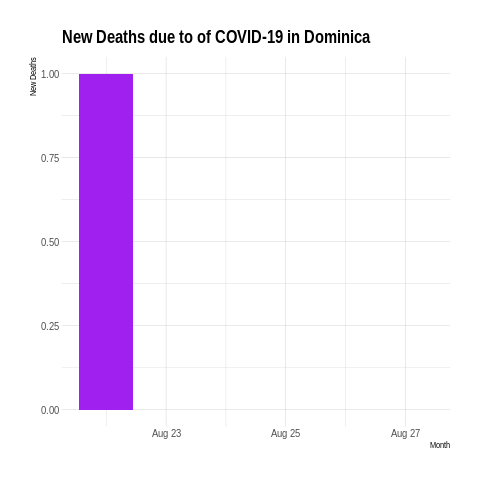 New Deaths due to of COVID-19 in Dominica
New Deaths
1.00
0.75
0.50
0.25
0.00
Aug 23 Aug 25 Aug 27
Month